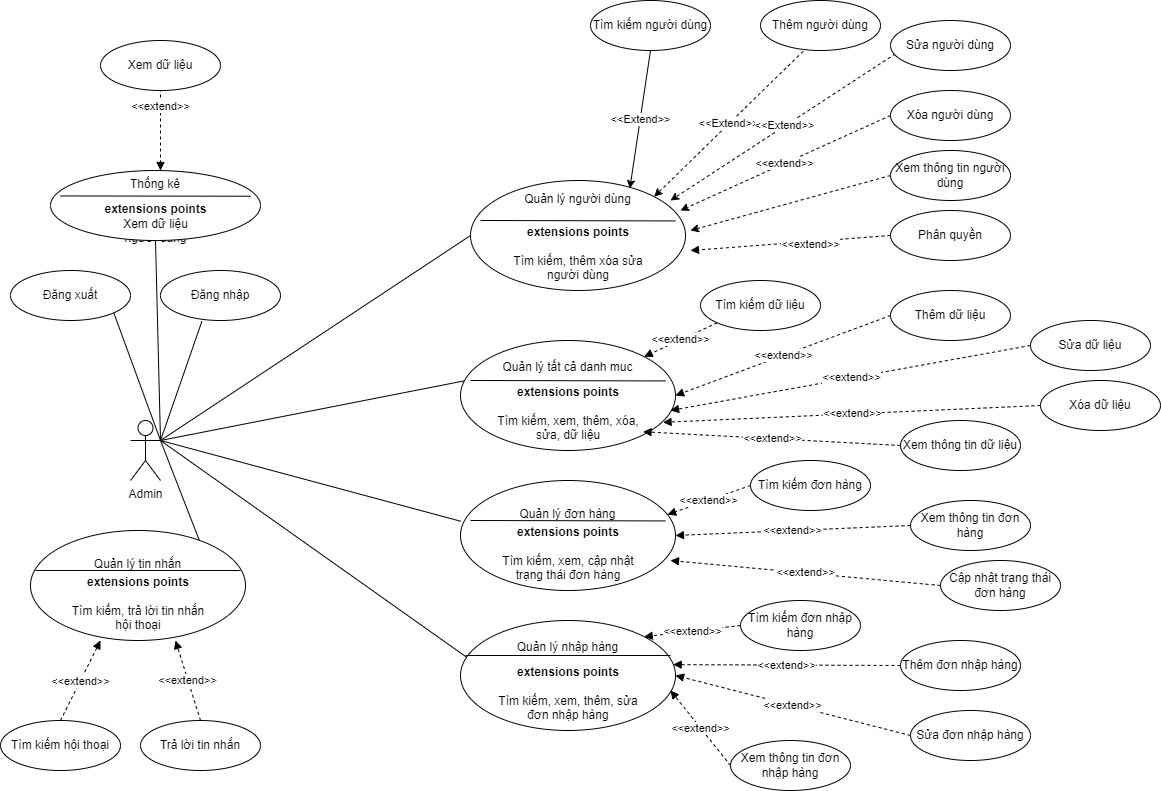 Tìm kiếm người dùng
Thêm người dùng
Sửa người dùng
Xem dữ liệu
<<extend>>
<<Extend>>
<<Extend>>
<<Extend>>
Xóa người dùng
<<extend>>
Xem thông tin người
dùng
Thống kê
extensions points
Xem dữ liệu
Quản lý người dùng
extensions points
Tìm kiếm, thêm xóa sửa
người dùng
Phân quyền
<<extend>>
Đăng xuất
Đăng nhập
Tìm kiếm dữ liệu
<<extend>>
Thêm dữ liệu
<<extend>>
Sửa dữ liệu
<<extend>>
Quản lý tất cả danh mục
extensions points
Tìm kiếm, xem, thêm, xóa,
sửa, dữ liệu
Xóa dữ liệu
<<extend>>
Xem thông tin dữ liệu
<<extend>>
Admin
Tìm kiếm đơn hàng
<<extend>>
Quản lý đơn hàng
extensions points
Tìm kiếm, xem, cập nhật
trạng thái đơn hàng
Xem thông tin đơn
hàng
<<extend>>
Cập nhật trạng thái
đơn hàng
<<extend>>
Quản lý tin nhắn
extensions points
Tìm kiếm, trả lời tin nhắn
hội thoại
Tìm kiếm đơn nhập
hàng
<<extend>>
Quản lý nhập hàng
extensions points
Tìm kiếm, xem, thêm, sửa
đơn nhập hàng
Thêm đơn nhập hàng
<<extend>>
<<extend>>
<<extend>>
<<extend>>
Sửa đơn nhập hàng
<<extend>>
Tìm kiếm hội thoại
Trả lời tin nhắn
Xem thông tin đơn
nhập hàng